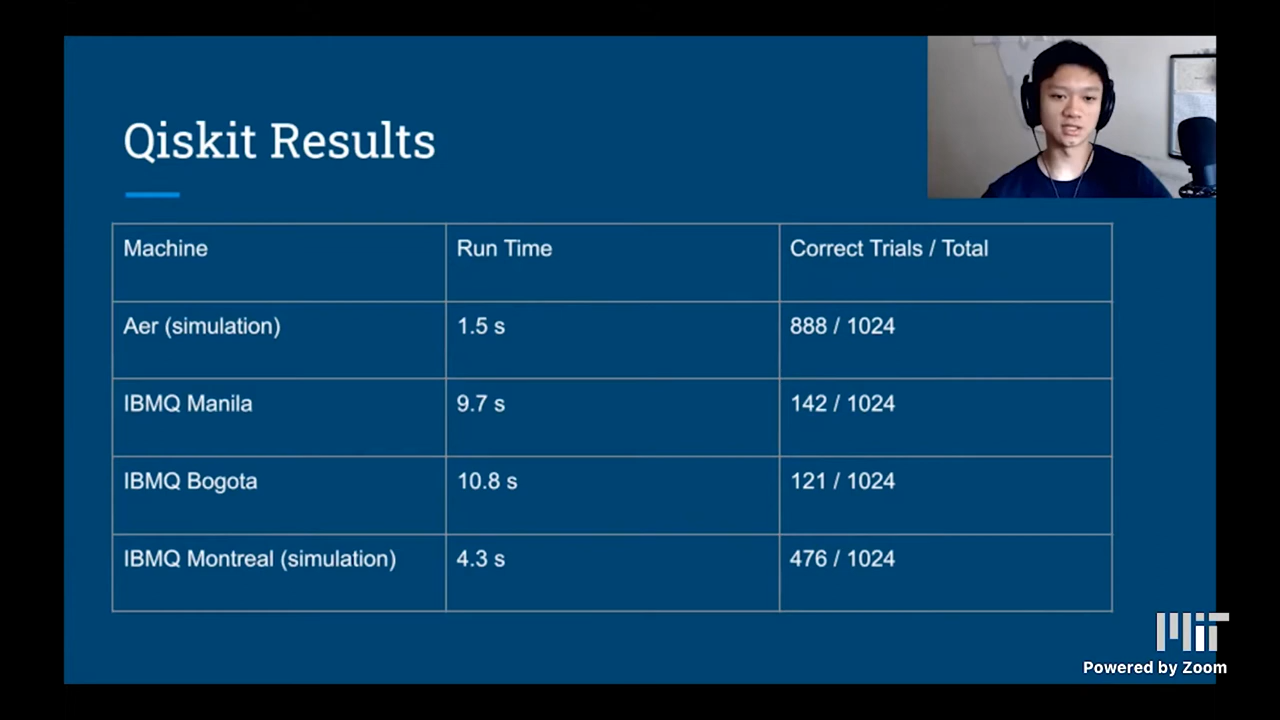 Qiskit Results
Machine Run Time Correct Trials / Total
Aer (simulation) 1.5 s 888 / 1024
IBMQ Manila 9.7 s 142 / 1024
IBMQ Bogota 10.8 s 121 / 1024
IBMQ Montreal (simulation) 4.3 s 476 / 1024
MIT
Powered by Zoom